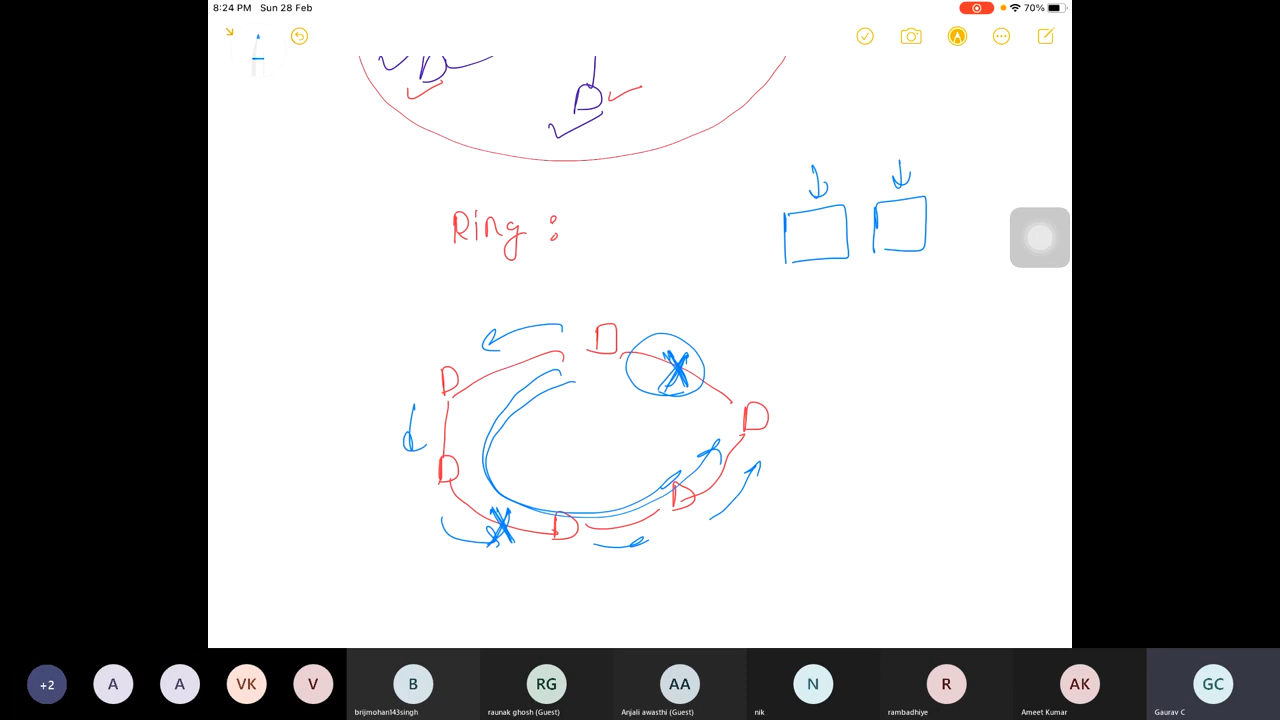 8:24 PM Sun 28 Feb
70%
D
D
Ring :
D
D
D
D
D
D
X
X
+2
A
A
VK
V
B
RG
AA
N
R
AK
GC
brijmohan143singh
raunak ghosh (Guest)
Anjali awasthi (Guest)
nik
rambadhiye
Ameet Kumar
Gaurav C